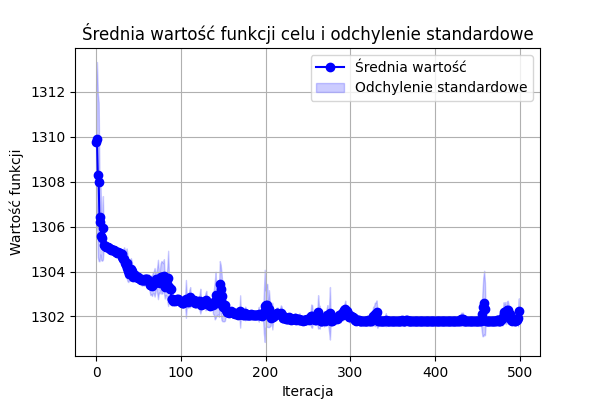 Średnia wartość funkcji celu i odchylenie standardowe
Średnia wartość
Odchylenie standardowe
Wartość funkcji
1312
1310
1308
1306
1304
1302
0 100 200 300 400 500
Iteracja